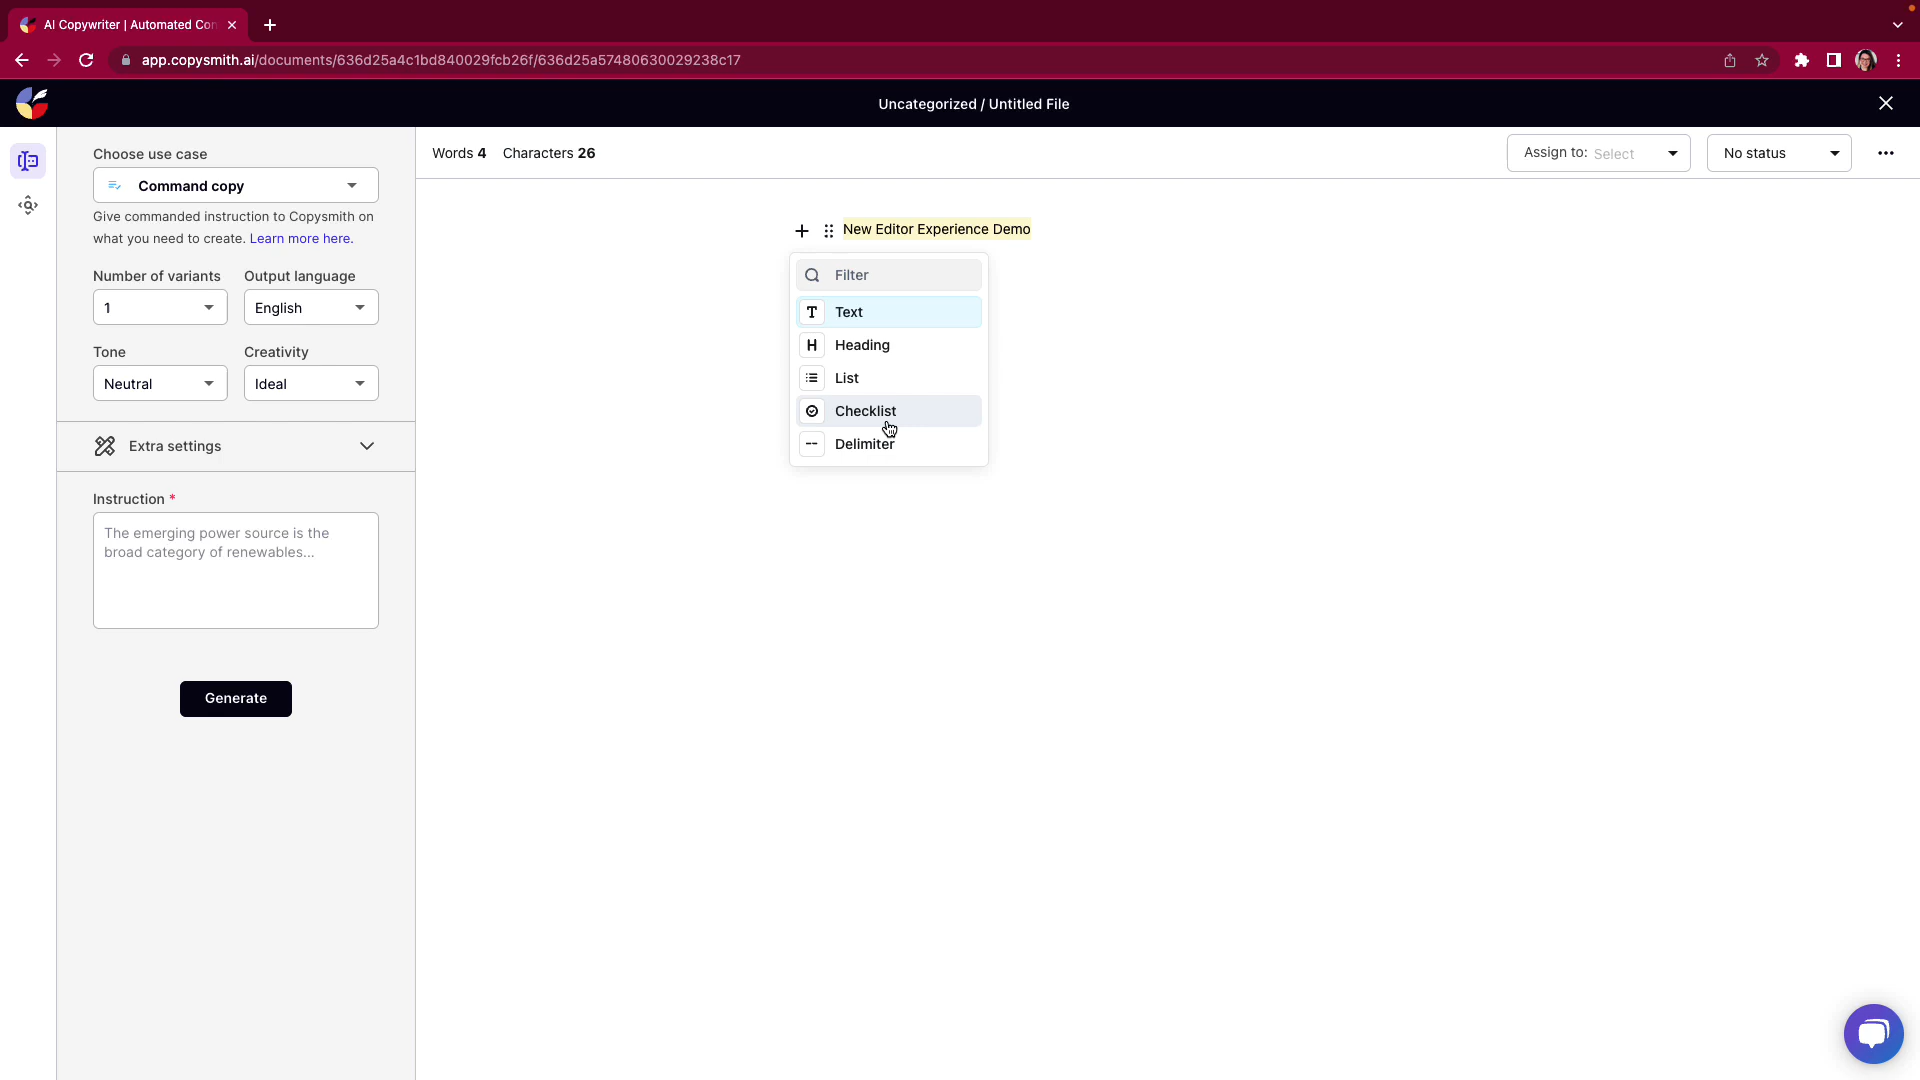 AI Copywriter | Automated Con
app.copysmith.ai/documents/636d25a4c1bd840029fcb26f/636d25a57480630029238c17
Uncategorized / Untitled File
Choose use case
Command copy
Give commanded instruction to Copysmith on
what you need to create. Learn more here.
Number of variants
Output language
1
English
Tone
Creativity
Neutral
Ideal
Extra settings
Instruction *
The emerging power source is the
broad category of renewables...
Generate
Words 4 Characters 26
Assign to: Select
No status
New Editor Experience Demo
Filter
Text
Heading
List
Checklist
Delimiter